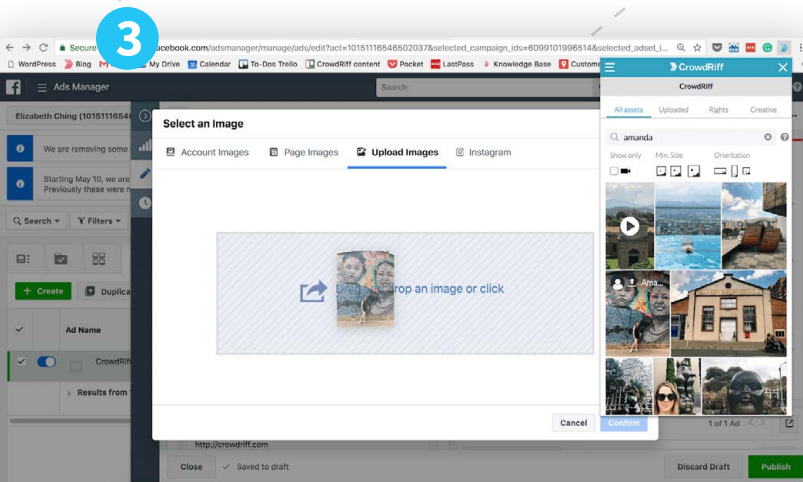 3
Secure
acebook.com/adsmanager/manage/ads/edit?act=10151116546502037&selected_campaign_ids=6099101996514&selected_adset_i...
WordPress
Blog
My Drive
Calendar
To-Dos Trello
CrowdRiff content
Pocket
LastPass
Knowledge Base
Custome
Ads Manager
Search
CrowdRiff
CrowdRiff
All assets
Uploaded
Rights
Creative
amanda
Show only
Min. Size
Orientation
Ama...
Elizabeth Ching (1015111654
We are removing some
Starting May 10, we are
Previously these were n
Search
Filters
+ Create
Duplica
Ad Name
CrowdRiff
Results from
Select an Image
Account Images
Page Images
Upload Images
Instagram
rop an image or click
Cancel
Confirm
1 of 1 Ad
http://crowdriff.com
Close
Saved to draft
Discard Draft
Publish